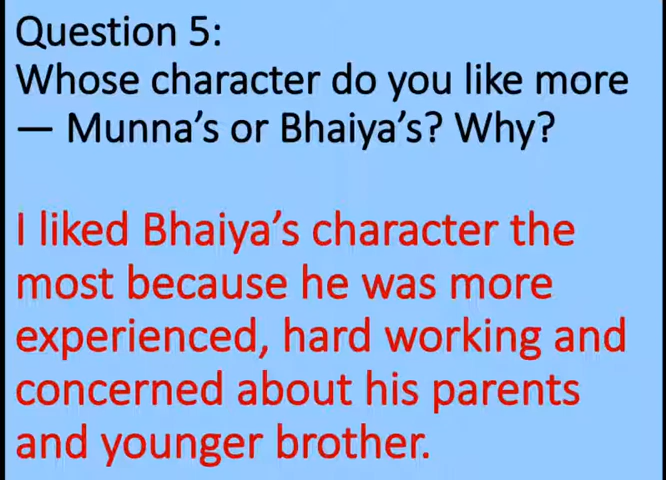 Question 5:
Whose character do you like more
— Munna’s or Bhaiya’s? Why?
I liked Bhaiya’s character the
most because he was more
experienced, hard working and
concerned about his parents
and younger brother.